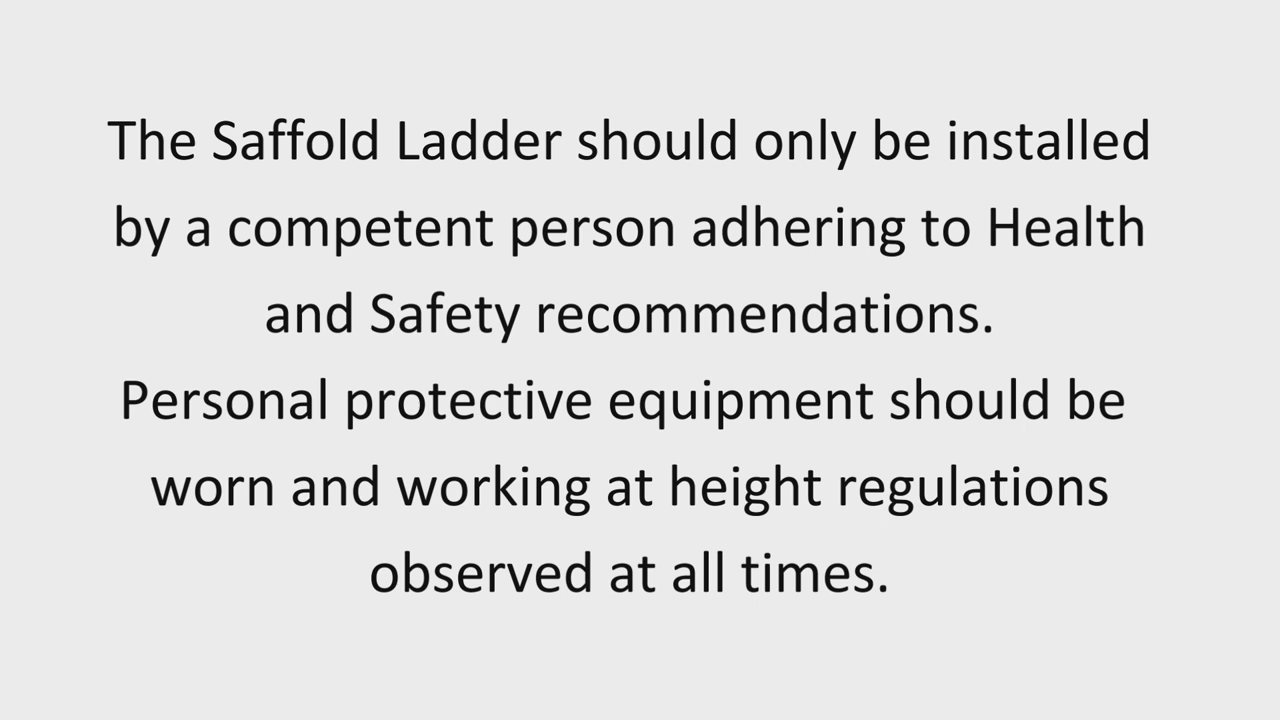 The Saffold Ladder should only be installed
by a competent person adhering to Health
and Safety recommendations.
Personal protective equipment should be
worn and working at height regulations
observed at all times.